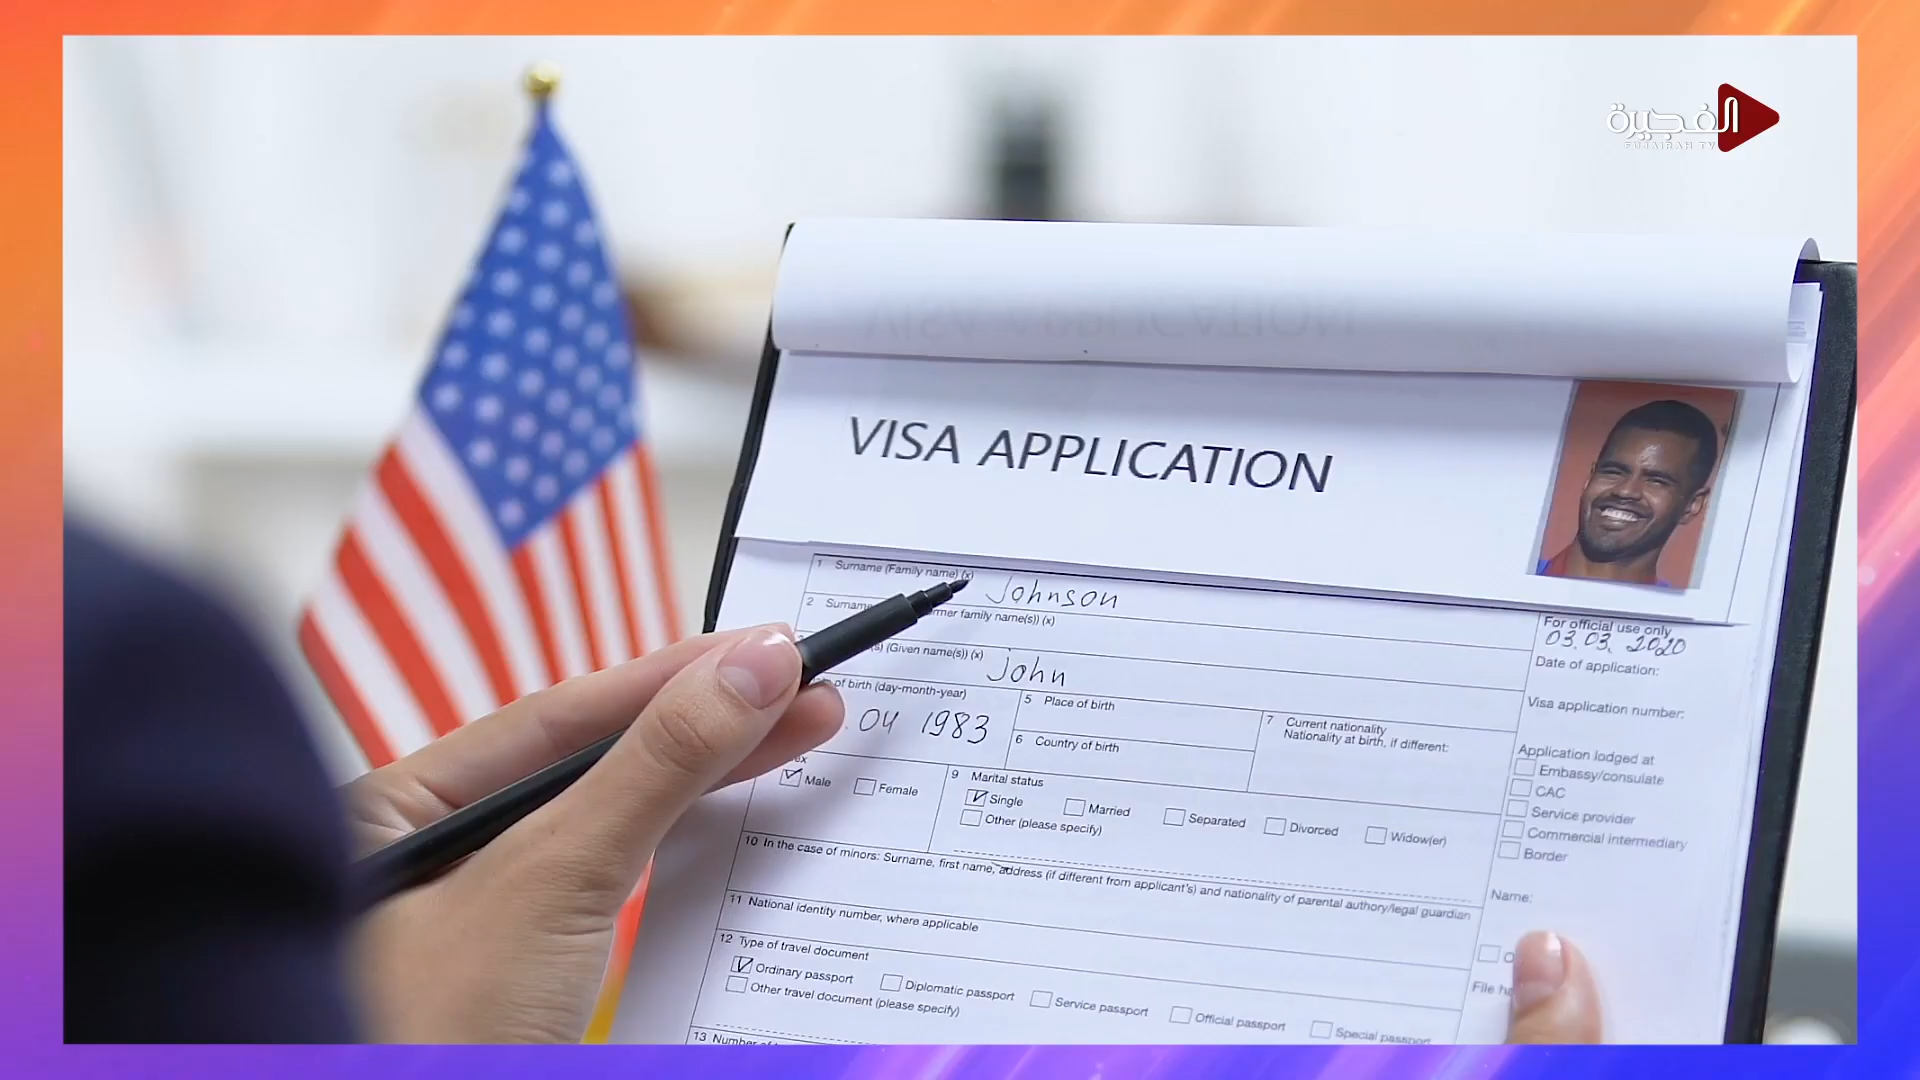 الفجيرة
FUJAIRAH TV
VISA APPLICATION
VISA APPLICATION
1 Surname (Family name) (x) Johnson
2 Surname family name(s)) (x)
(Given name(s)) (x) John
of birth (day-month-year)
04 1983
5 Place of birth
6 Country of birth
7 Current nationality
Nationality at birth, if different:
Male Female
9 Marital status
Single Married Separated Divorced Widow(er)
Other (please specify)
10 In the case of minors: Surname, first name, address (if different from applicant's) and nationality of parental authory/legal guardian
11 National identity number, where applicable
12 Type of travel document
Ordinary passport Diplomatic passport Service passport Official passport Special passport
Other travel document (please specify)
13 Number
For official use only
03.03.2020
Date of application:
Visa application number:
Application lodged at
Embassy/consulate
CAC
Service provider
Commercial intermediary
Border
Name:
File